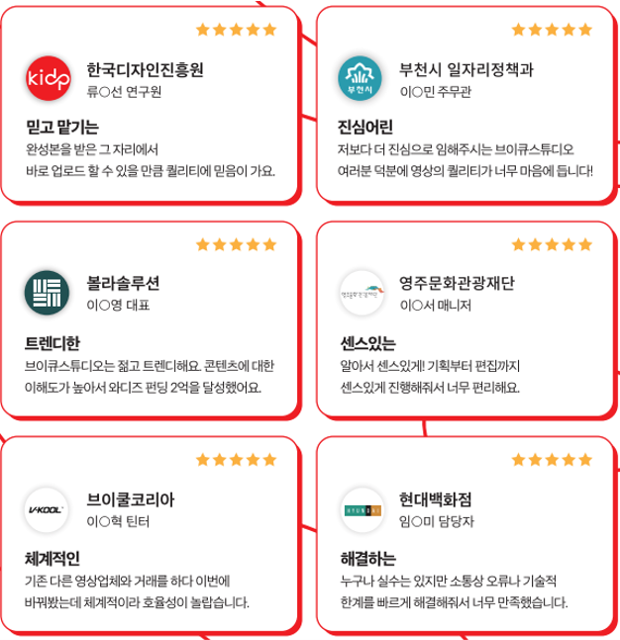 kidp
한국디자인진흥원
류○선 연구원
믿고 맡기는
완성본을 받은 그 자리에서
바로 업로드 할 수 있을 만큼 퀄리티에 믿음이 가요.
부천시
부천시 일자리정책과
이○민 주무관
진심어린
저보다 더 진심으로 임해주시는 브이큐스튜디오
여러분 덕분에 영상의 퀄리티가 너무 마음에 듭니다!
볼라솔루션
이○영 대표
트렌디한
브이큐스튜디오는 젊고 트렌디해요. 콘텐츠에 대한
이해도가 높아서 와디즈 펀딩 2억을 달성했어요.
영주문화관광재단
이○서 매니저
센스있는
알아서 센스있게! 기획부터 편집까지
센스있게 진행해줘서 너무 편리해요.
V-KOOL
브이쿨코리아
이○혁 틴터
체계적인
기존 다른 영상업체와 거래를 하다 이번에
바꿔봤는데 체계적이라 호율성이 놀랍습니다.
HYUNDAI
현대백화점
임○미 담당자
해결하는
누구나 실수는 있지만 소통상 오류나 기술적
한계를 빠르게 해결해줘서 너무 만족했습니다.